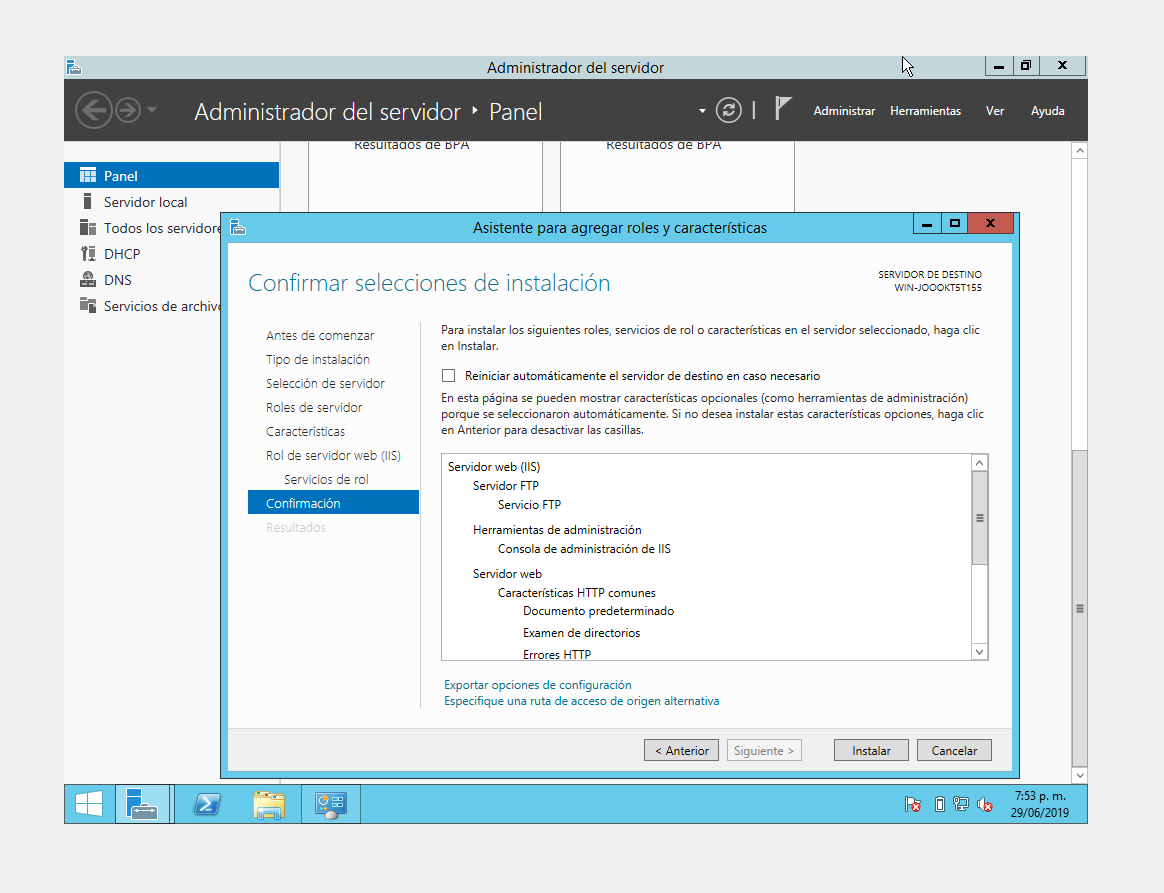 Administrador del servidor
Administrador del servidor ‣ Panel
Administrar Herramientas Ver Ayuda
Resultados de BPA
Resultados de BPA
Panel
Servidor local
Todos los servidore
DHCP
DNS
Servicios de archivo
Asistente para agregar roles y características
Confirmar selecciones de instalación
SERVIDOR DE DESTINO
WIN-JOOOKT5T155
Antes de comenzar
Tipo de instalación
Selección de servidor
Roles de servidor
Características
Rol de servidor web (IIS)
Servicios de rol
Confirmación
Resultados
Para instalar los siguientes roles, servicios de rol o características en el servidor seleccionado, haga clic
en Instalar.
Reiniciar automáticamente el servidor de destino en caso necesario
En esta página se pueden mostrar características opcionales (como herramientas de administración)
porque se seleccionaron automáticamente. Si no desea instalar estas características opciones, haga clic
en Anterior para desactivar las casillas.
Servidor web (IIS)
Servidor FTP
Servicio FTP
Herramientas de administración
Consola de administración de IIS
Servidor web
Características HTTP comunes
Documento predeterminado
Examen de directorios
Errores HTTP
Exportar opciones de configuración
Especifique una ruta de acceso de origen alternativa
< Anterior
Siguiente >
Instalar
Cancelar
7:53 p. m.
29/06/2019